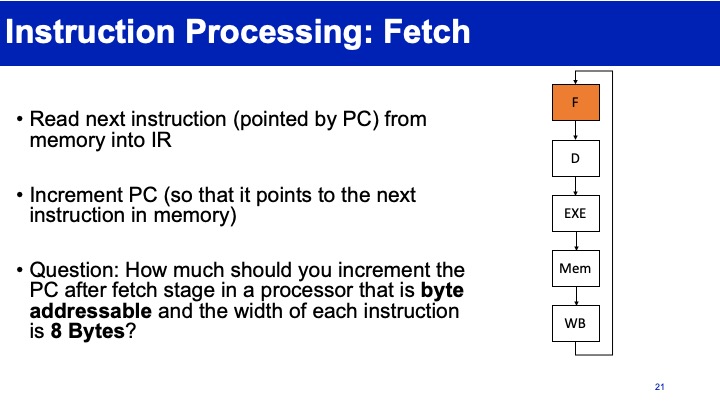 Instruction Processing: Fetch
• Read next instruction (pointed by PC) from
memory into IR
• Increment PC (so that it points to the next
instruction in memory)
• Question: How much should you increment the
PC after fetch stage in a processor that is byte
addressable and the width of each instruction
is 8 Bytes?
F
D
EXE
Mem
WB
21